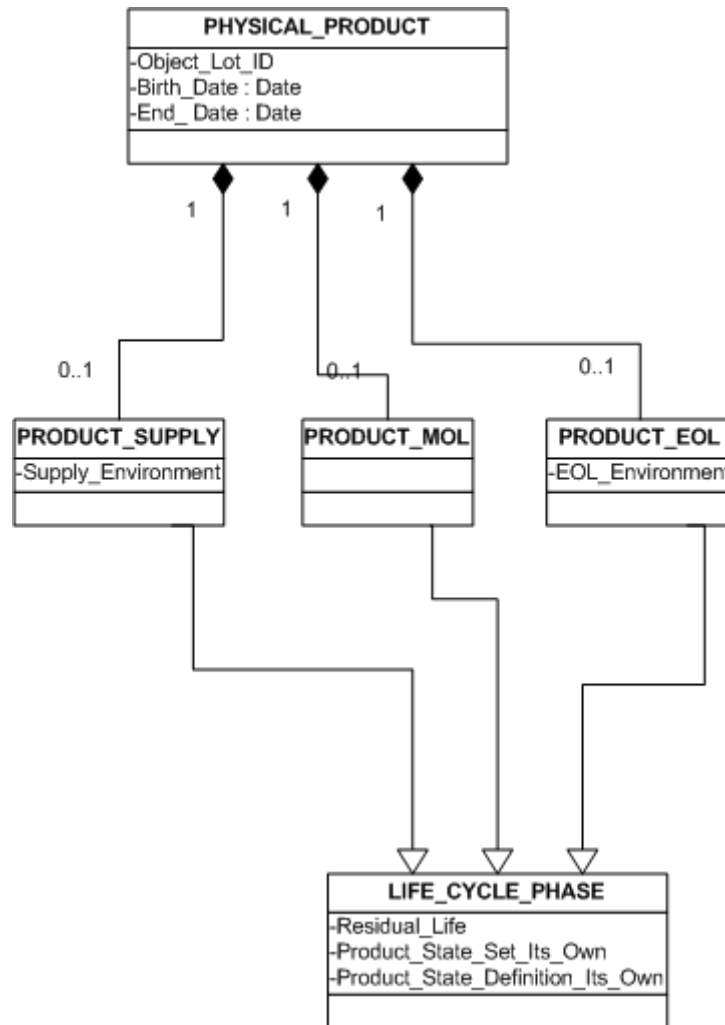 PHYSICAL_PRODUCT
-Object_Lot_ID
-Birth_Date : Date
-End_ Date : Date
1
1
1
0..1
0..1
0..1
PRODUCT_SUPPLY
-Supply_Environment
PRODUCT_MOL
PRODUCT_EOL
-EOL_Environment
LIFE_CYCLE_PHASE
-Residual_Life
-Product_State_Set_Its_Own
-Product_State_Definition_Its_Own